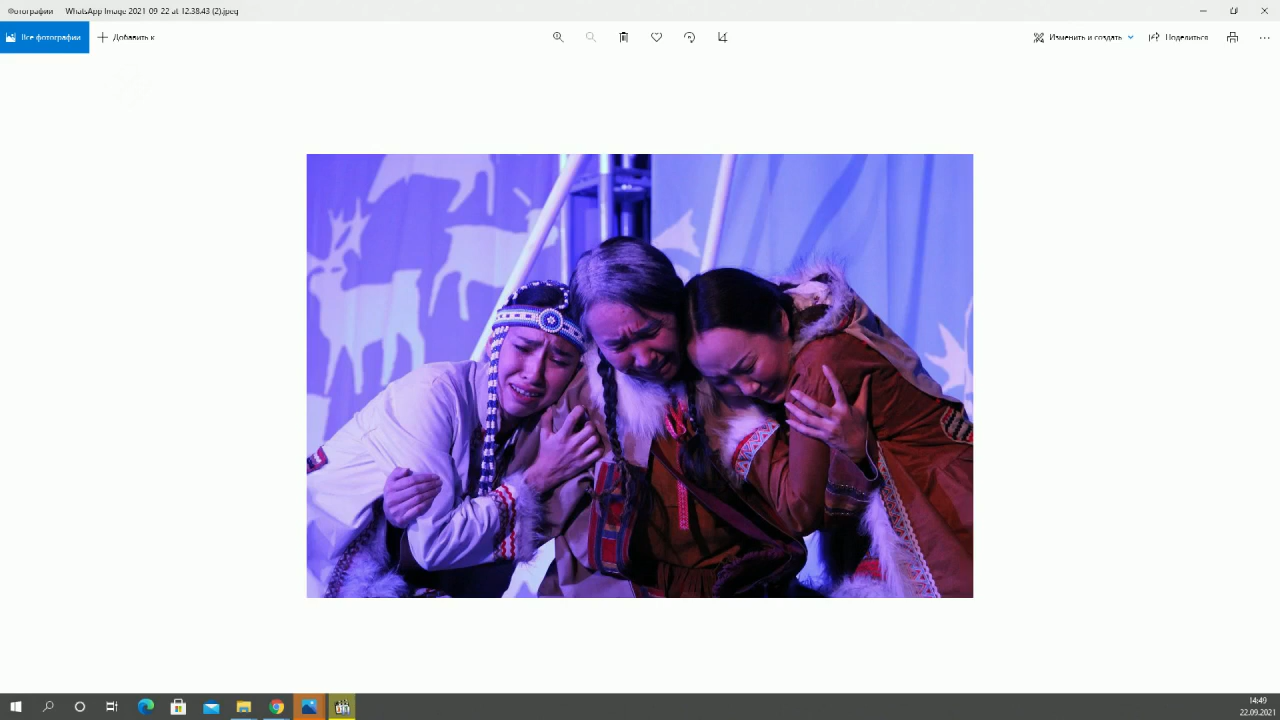 Фотографии WhatsApp Image 2021-09-22 at 12.38.43 (2).jpeg
Все фотографии Добавить к Изменить и создать Поделиться
14:49
22.09.2021